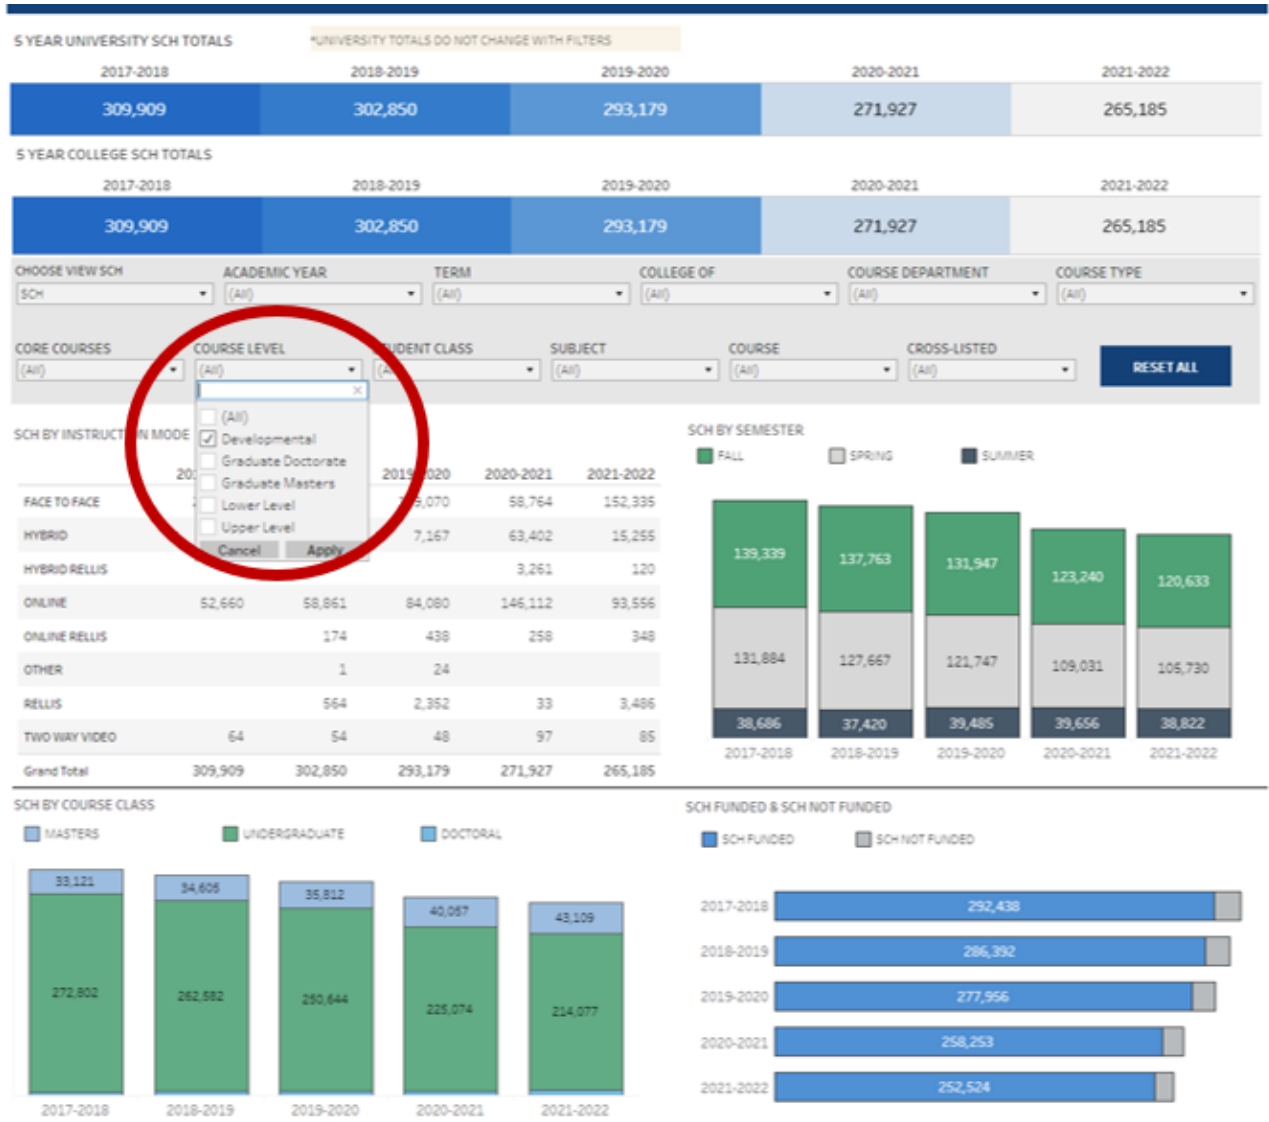 5 YEAR UNIVERSITY SCH TOTALS *UNIVERSITY TOTALS DO NOT CHANGE WITH FILTERS
2017-2018 2018-2019 2019-2020 2020-2021 2021-2022
309,909 302,850 293,179 271,927 265,185
5 YEAR COLLEGE SCH TOTALS
2017-2018 2018-2019 2019-2020 2020-2021 2021-2022
309,909 302,850 293,179 271,927 265,185
CHOOSE VIEW SCH ACADEMIC YEAR TERM COLLEGE OF COURSE DEPARTMENT COURSE TYPE
SCH (All) (All) (All) (All) (All)
CORE COURSES COURSE LEVEL STUDENT CLASS SUBJECT COURSE CROSS-LISTED
(All) (All) (All) (All) (All) RESET ALL
(All)
Developmental
Graduate Doctorate
Graduate Masters
Lower Level
Upper Level
Cancel Apply
SCH BY INSTRUCTION MODE
2019-2020 2020-2021 2021-2022
FACE TO FACE 58,764 152,335
HYBRID 7,167 63,402 15,255
HYBRID RELLIS 3,261 120
ONLINE 52,660 58,861 84,080 146,112 93,556
ONLINE RELLIS 174 438 258 348
OTHER 1 24
RELLIS 564 2,352 33 3,486
TWO WAY VIDEO 64 54 48 97 85
Grand Total 309,909 302,850 293,179 271,927 265,185
SCH BY SEMESTER
FALL SPRING SUMMER
139,339 137,763 131,947 123,240 120,633
131,884 127,667 121,747 109,031 105,730
38,686 37,420 39,485 39,656 38,822
2017-2018 2018-2019 2019-2020 2020-2021 2021-2022
SCH BY COURSE CLASS
MASTERS UNDERGRADUATE DOCTORAL
33,121 34,605 35,812 40,057 43,109
272,802 262,582 250,644 225,074 214,077
2017-2018 2018-2019 2019-2020 2020-2021 2021-2022
SCH FUNDED & SCH NOT FUNDED
SCH FUNDED SCH NOT FUNDED
2017-2018 292,438
2018-2019 286,392
2019-2020 277,956
2020-2021 258,253
2021-2022 252,524